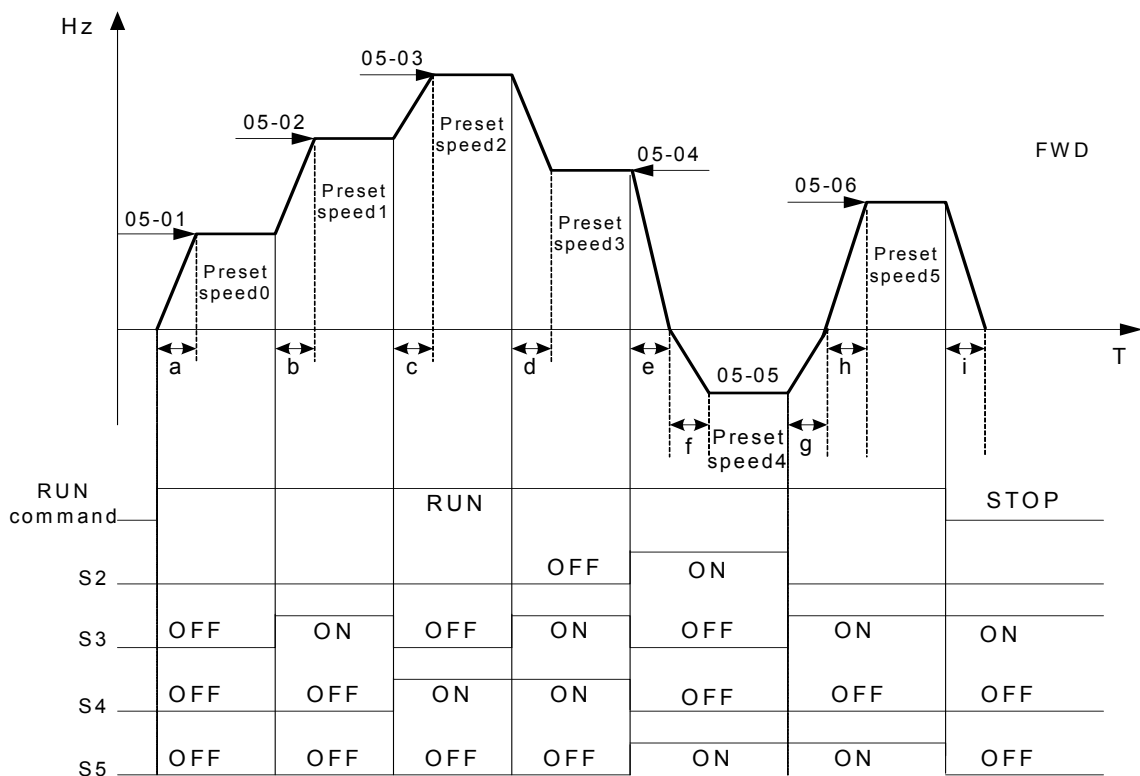 Hz
05-03
Preset
speed2
05-02
05-04
FWD
Preset
speed1
05-06
05-01
Preset
speed3
Preset
speed0
Preset
speed5
T
a
b
c
d
e
05-05
h
i
f
Preset
speed4
g
RUN
command
RUN
STOP
S2
OFF
ON
S3
OFF
ON
OFF
ON
OFF
ON
ON
S4
OFF
OFF
ON
ON
OFF
OFF
OFF
S5
OFF
OFF
OFF
OFF
ON
ON
OFF